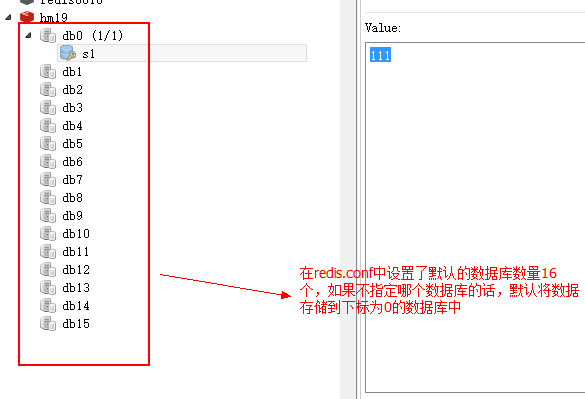 hm19
Value:
db0 (1/1)
s1
111
db1
db2
db3
db4
db5
db6
db7
db8
db9
db10
db11
db12
db13
db14
db15
在redis.conf中设置了默认的数据库数量16
个，如果不指定哪个数据库的话，默认将数据
存储到下标为0的数据库中